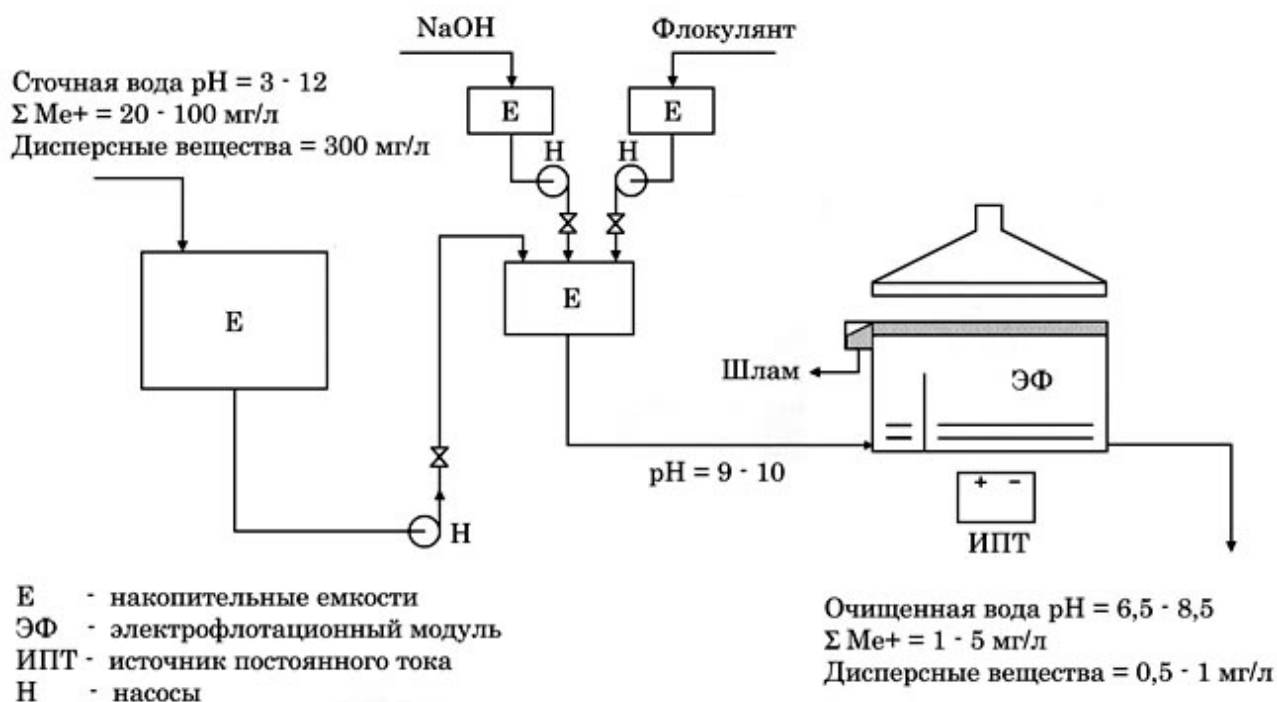 NaOH
Флокулянт
Сточная вода pH = 3 - 12
Σ Me+ = 20 - 100 мг/л
Дисперсные вещества = 300 мг/л
E
E
H
H
E
E
Шлам
ЭФ
pH = 9 - 10
+ -
ИПТ
H
E - накопительные емкости
ЭФ - электрофлотационный модуль
ИПТ - источник постоянного тока
H - насосы
Очищенная вода pH = 6,5 - 8,5
Σ Me+ = 1 - 5 мг/л
Дисперсные вещества = 0,5 - 1 мг/л